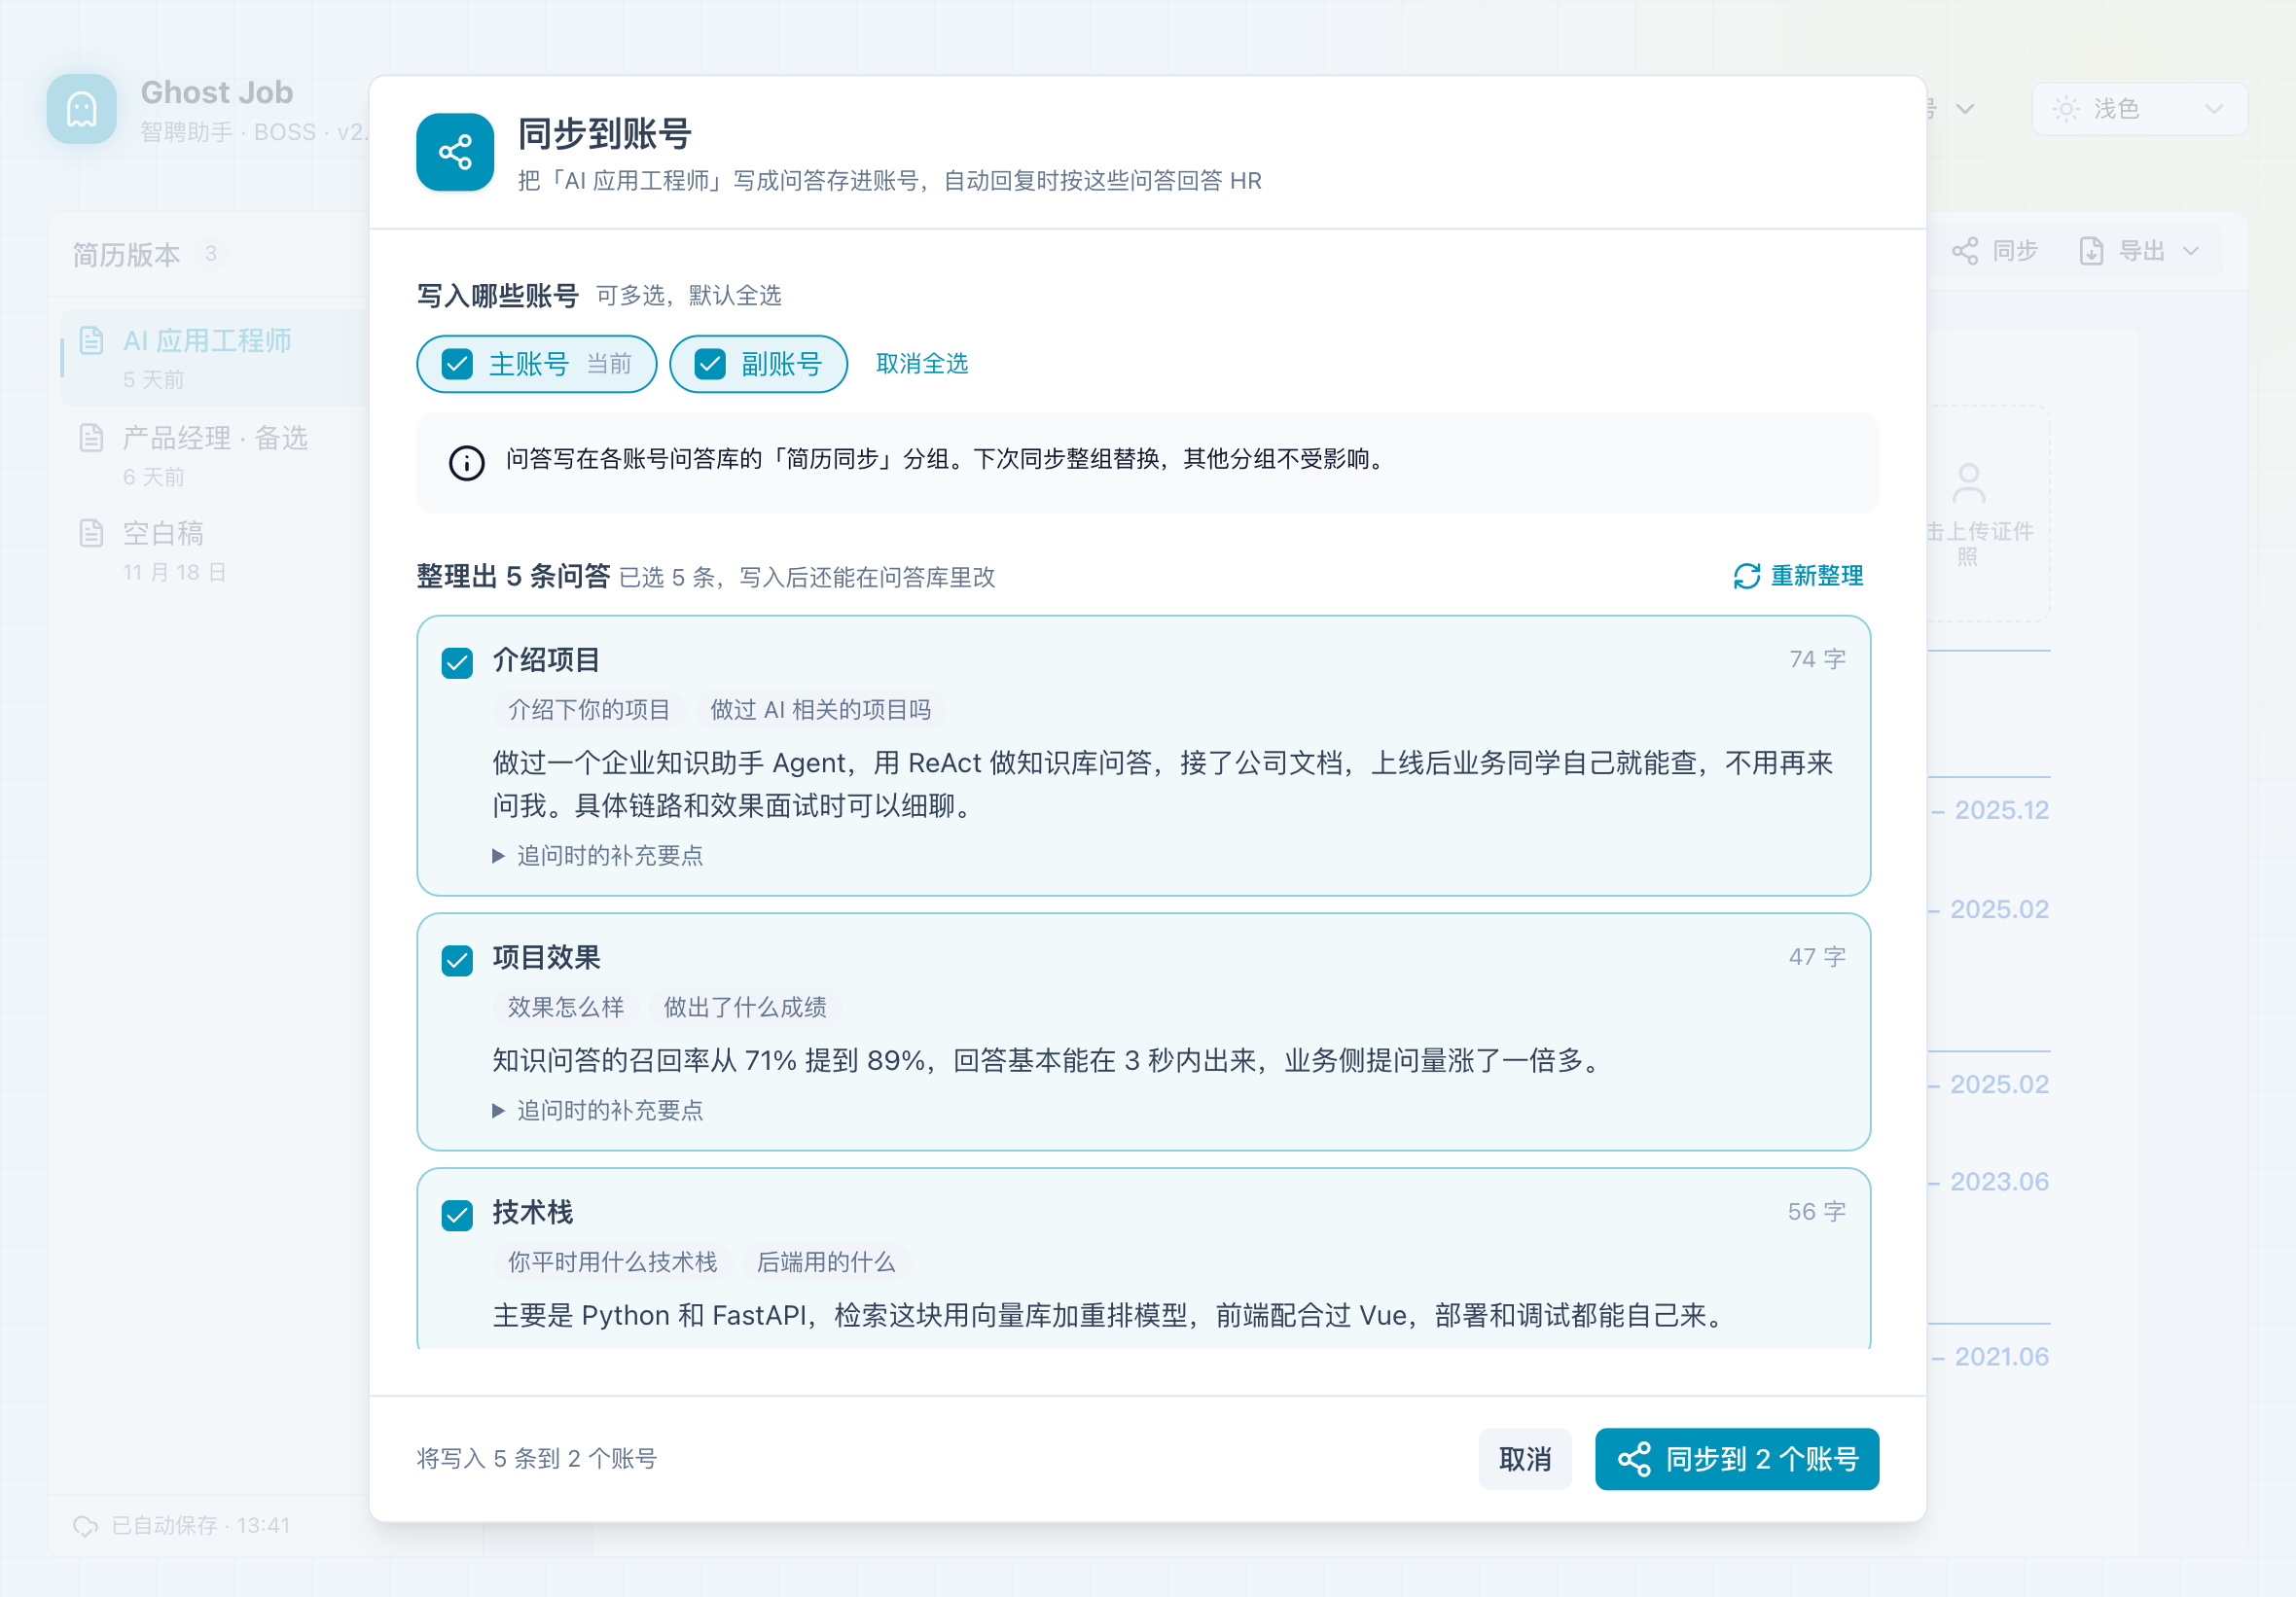 Ghost Job
智聘助手 · BOSS · v2.
浅色
简历版本 3
AI 应用工程师
5 天前
产品经理 · 备选
6 天前
空白稿
11 月 18 日
已自动保存 · 13:41
同步到账号
把「AI 应用工程师」写成问答存进账号，自动回复时按这些问答回答 HR
写入哪些账号 可多选，默认全选
主账号 当前 副账号 取消全选
问答写在各账号问答库的「简历同步」分组。下次同步整组替换，其他分组不受影响。
整理出 5 条问答 已选 5 条，写入后还能在问答库里改 重新整理
介绍项目 74 字
介绍下你的项目 做过 AI 相关的项目吗
做过一个企业知识助手 Agent，用 ReAct 做知识库问答，接了公司文档，上线后业务同学自己就能查，不用再来
问我。具体链路和效果面试时可以细聊。
追问时的补充要点
项目效果 47 字
效果怎么样 做出了什么成绩
知识问答的召回率从 71% 提到 89%，回答基本能在 3 秒内出来，业务侧提问量涨了一倍多。
追问时的补充要点
技术栈 56 字
你平时用什么技术栈 后端用的什么
主要是 Python 和 FastAPI，检索这块用向量库加重排模型，前端配合过 Vue，部署和调试都能自己来。
将写入 5 条到 2 个账号 取消 同步到 2 个账号
同步 导出
击上传证件
照
– 2025.12
– 2025.02
– 2025.02
– 2023.06
– 2021.06